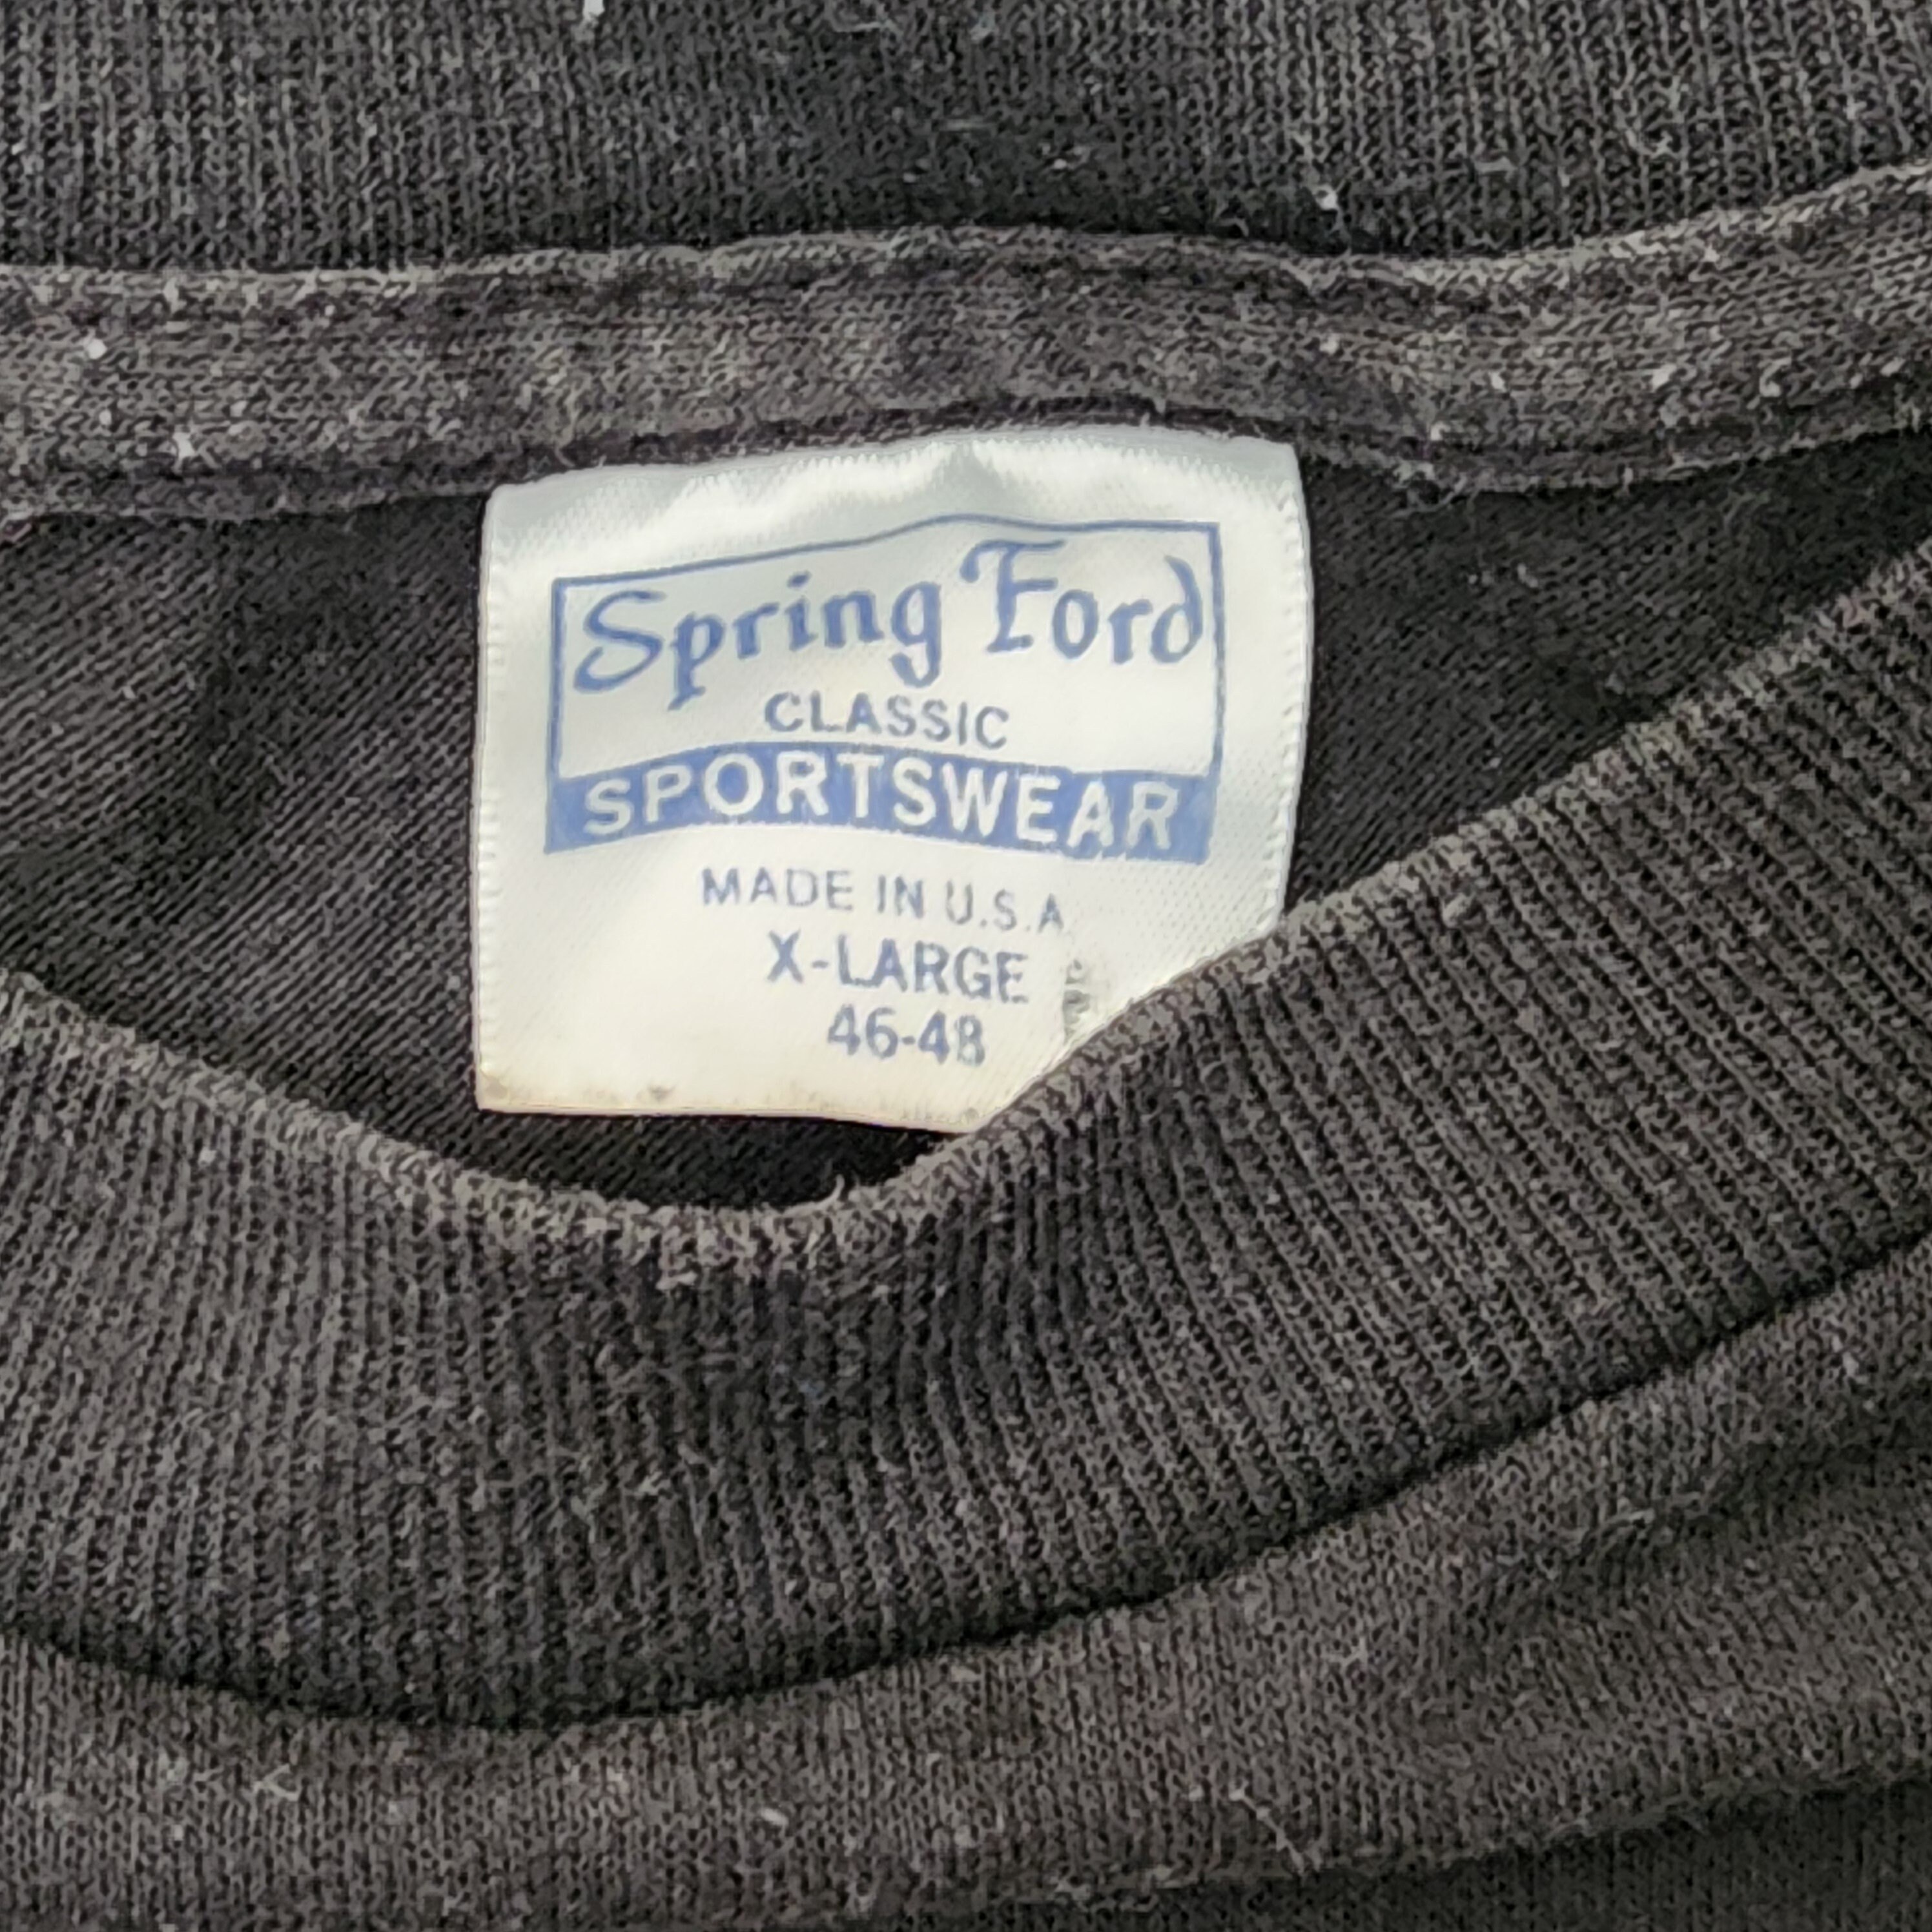 Spring Ford
CLASSIC
SPORTSWEAR
MADE IN U.S.A
X-LARGE
46-48